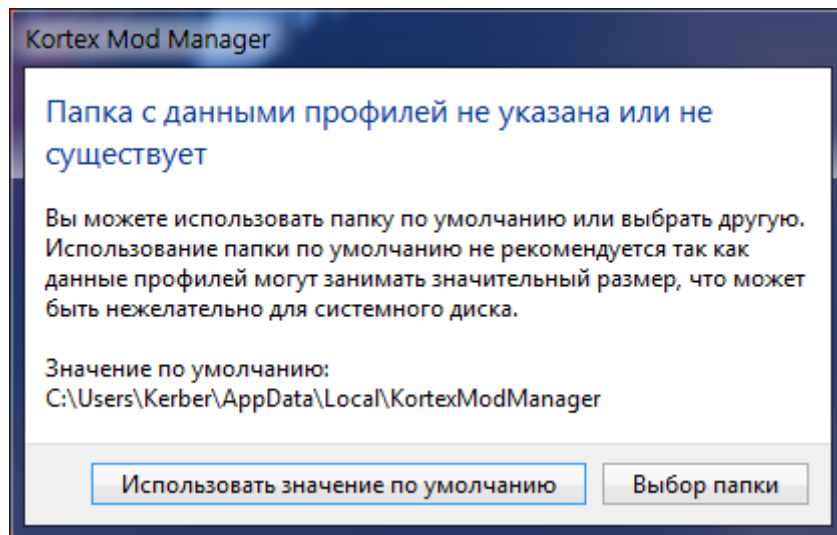 Kortex Mod Manager
Папка с данными профилей не указана или не
существует
Вы можете использовать папку по умолчанию или выбрать другую.
Использование папки по умолчанию не рекомендуется так как
данные профилей могут занимать значительный размер, что может
быть нежелательно для системного диска.
Значение по умолчанию:
C:\Users\Kerber\AppData\Local\KortexModManager
Использовать значение по умолчанию
Выбор папки